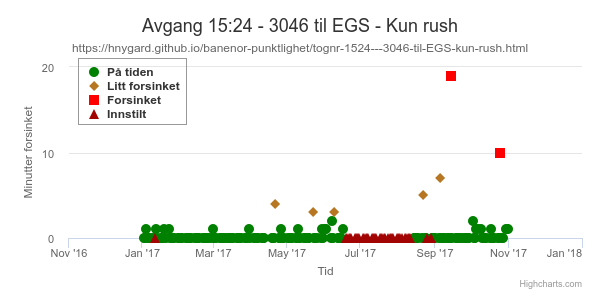 Avgang 15:24 - 3046 til EGS - Kun rush
https://hnygard.github.io/banenor-punktlighet/tognr-1524---3046-til-EGS-kun-rush.html
På tiden
Litt forsinket
Forsinket
Innstilt
Minutter forsinket
20
10
0
Nov '16 Jan '17 Mar '17 May '17 Jul '17 Sep '17 Nov '17 Jan '18
Tid
Highcharts.com